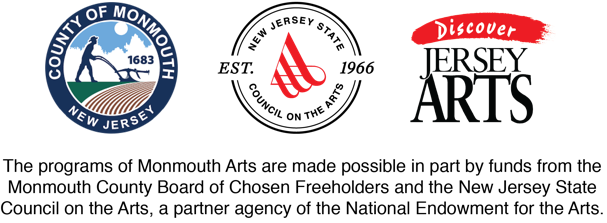 COUNTY OF MONMOUTH
1683
NEW JERSEY
NEW JERSEY STATE
EST. 1966
COUNCIL ON THE ARTS
Discover
JERSEY
ARTS
The programs of Monmouth Arts are made possible in part by funds from the
Monmouth County Board of Chosen Freeholders and the New Jersey State
Council on the Arts, a partner agency of the National Endowment for the Arts.